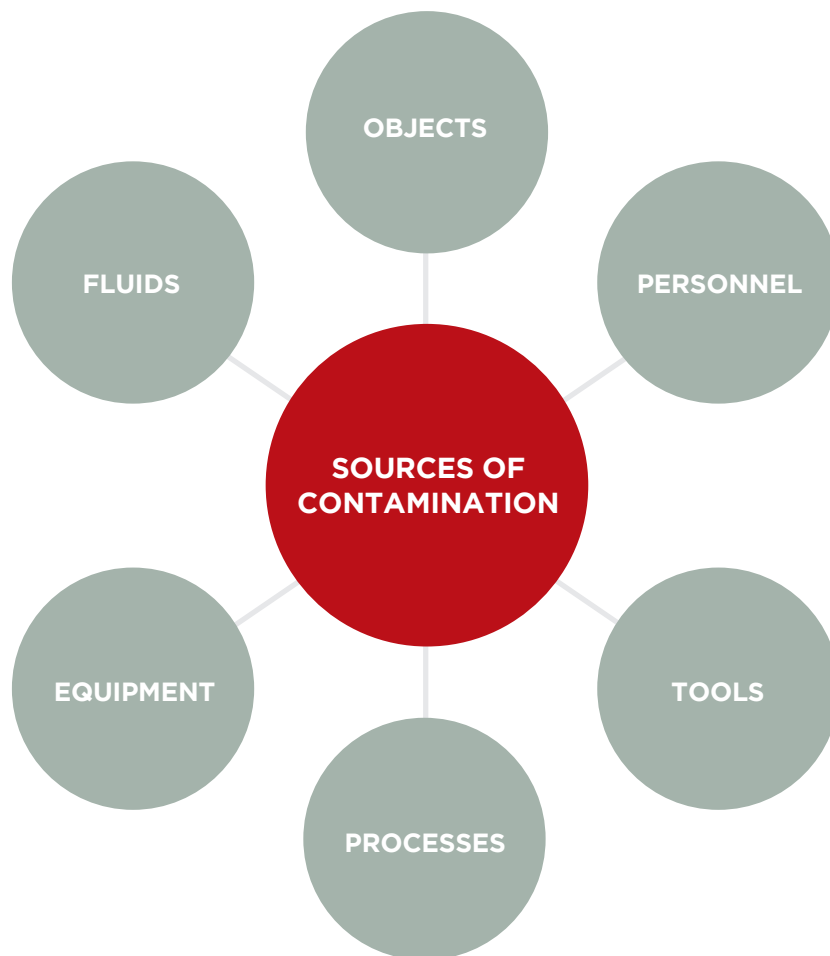 OBJECTS
FLUIDS
PERSONNEL
SOURCES OF
CONTAMINATION
EQUIPMENT
TOOLS
PROCESSES